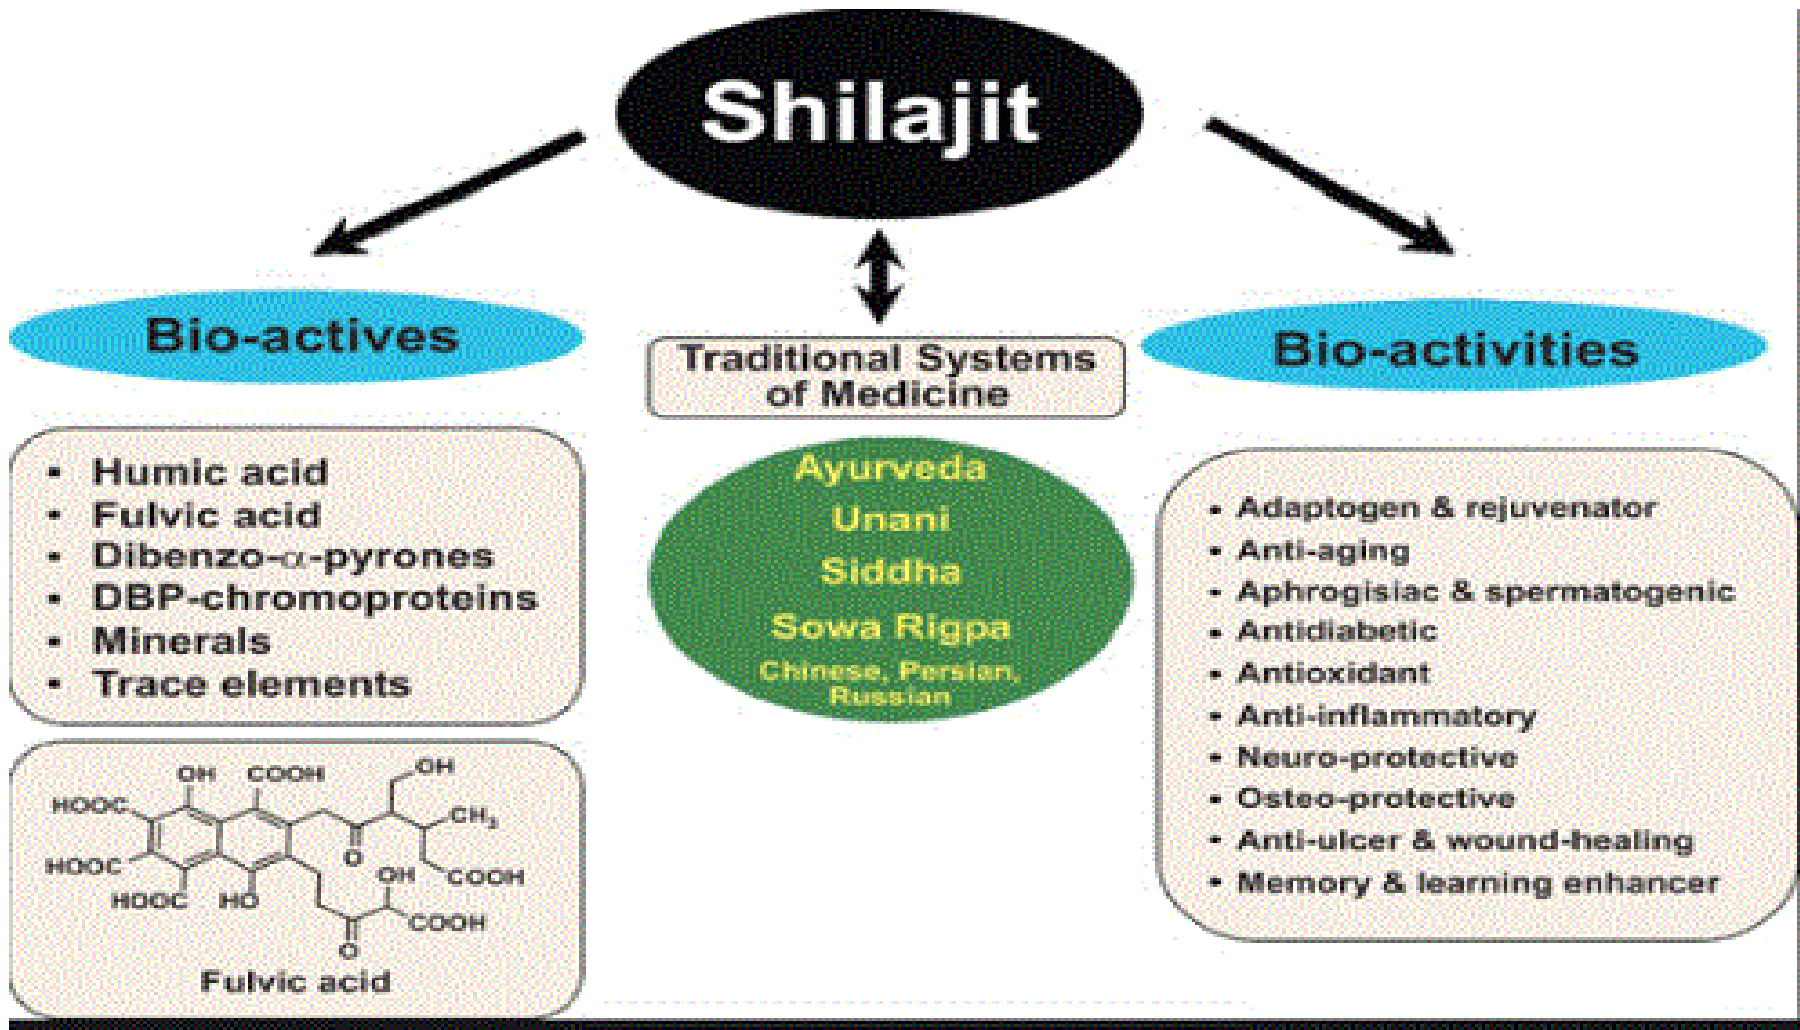 Shilajit
Bio-actives
• Humic acid
• Fulvic acid
• Dibenzo-α-pyrones
• DBP-chromoproteins
• Minerals
• Trace elements
OH COOH OH
HOOC CH₃
O
HOOC OH COOH
HOOC HO COOH
O
Fulvic acid
Traditional Systems
of Medicine
Ayurveda
Unani
Siddha
Sowa Rigpa
Chinese, Persian,
Russian
Bio-activities
• Adaptogen & rejuvenator
• Anti-aging
• Aphrogisiac & spermatogenic
• Antidiabetic
• Antioxidant
• Anti-inflammatory
• Neuro-protective
• Osteo-protective
• Anti-ulcer & wound-healing
• Memory & learning enhancer